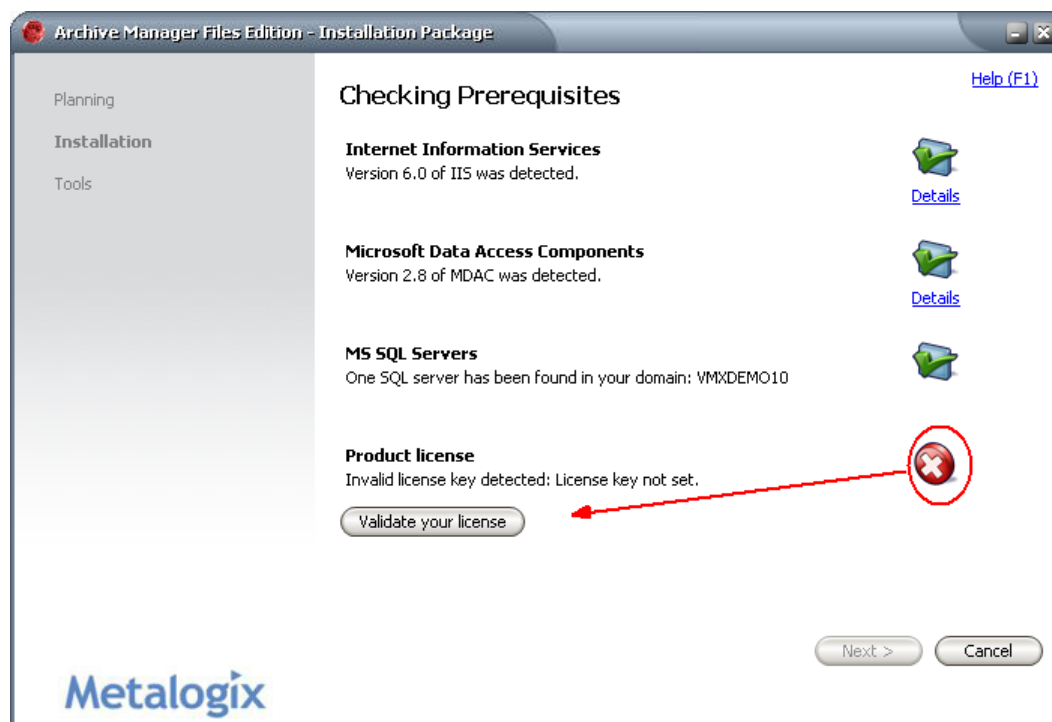 Archive Manager Files Edition - Installation Package
Help (F1)
Planning
Installation
Tools
Checking Prerequisites
Internet Information Services
Version 6.0 of IIS was detected.
Details
Microsoft Data Access Components
Version 2.8 of MDAC was detected.
Details
MS SQL Servers
One SQL server has been found in your domain: VMXDEMO10
Product license
Invalid license key detected: License key not set.
Validate your license
Next >
Cancel
Metalogix